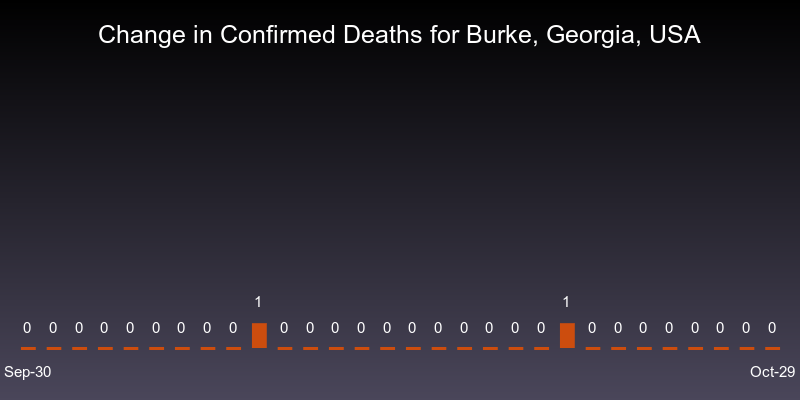 Change in Confirmed Deaths for Burke, Georgia, USA
1 1
0 0 0 0 0 0 0 0 0 0 0 0 0 0 0 0 0 0 0 0 0 0 0 0 0 0 0 0
Sep-30 Oct-29